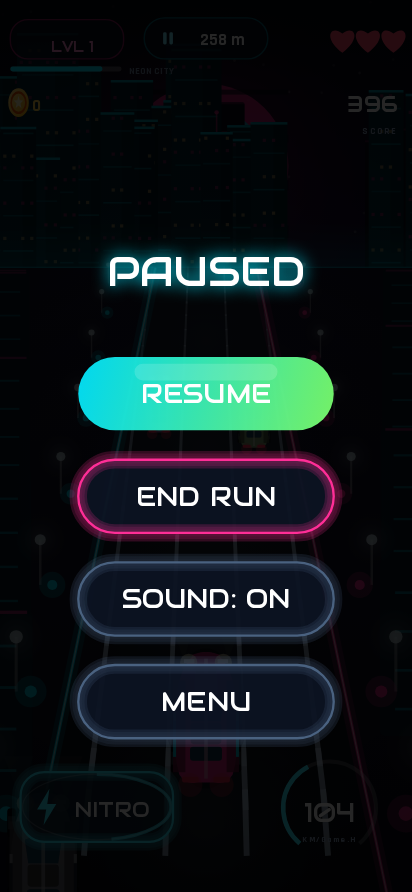 LVL 1
258 m
NEON CITY
0
396
SCORE
PAUSED
RESUME
END RUN
SOUND: ON
MENU
NITRO
104